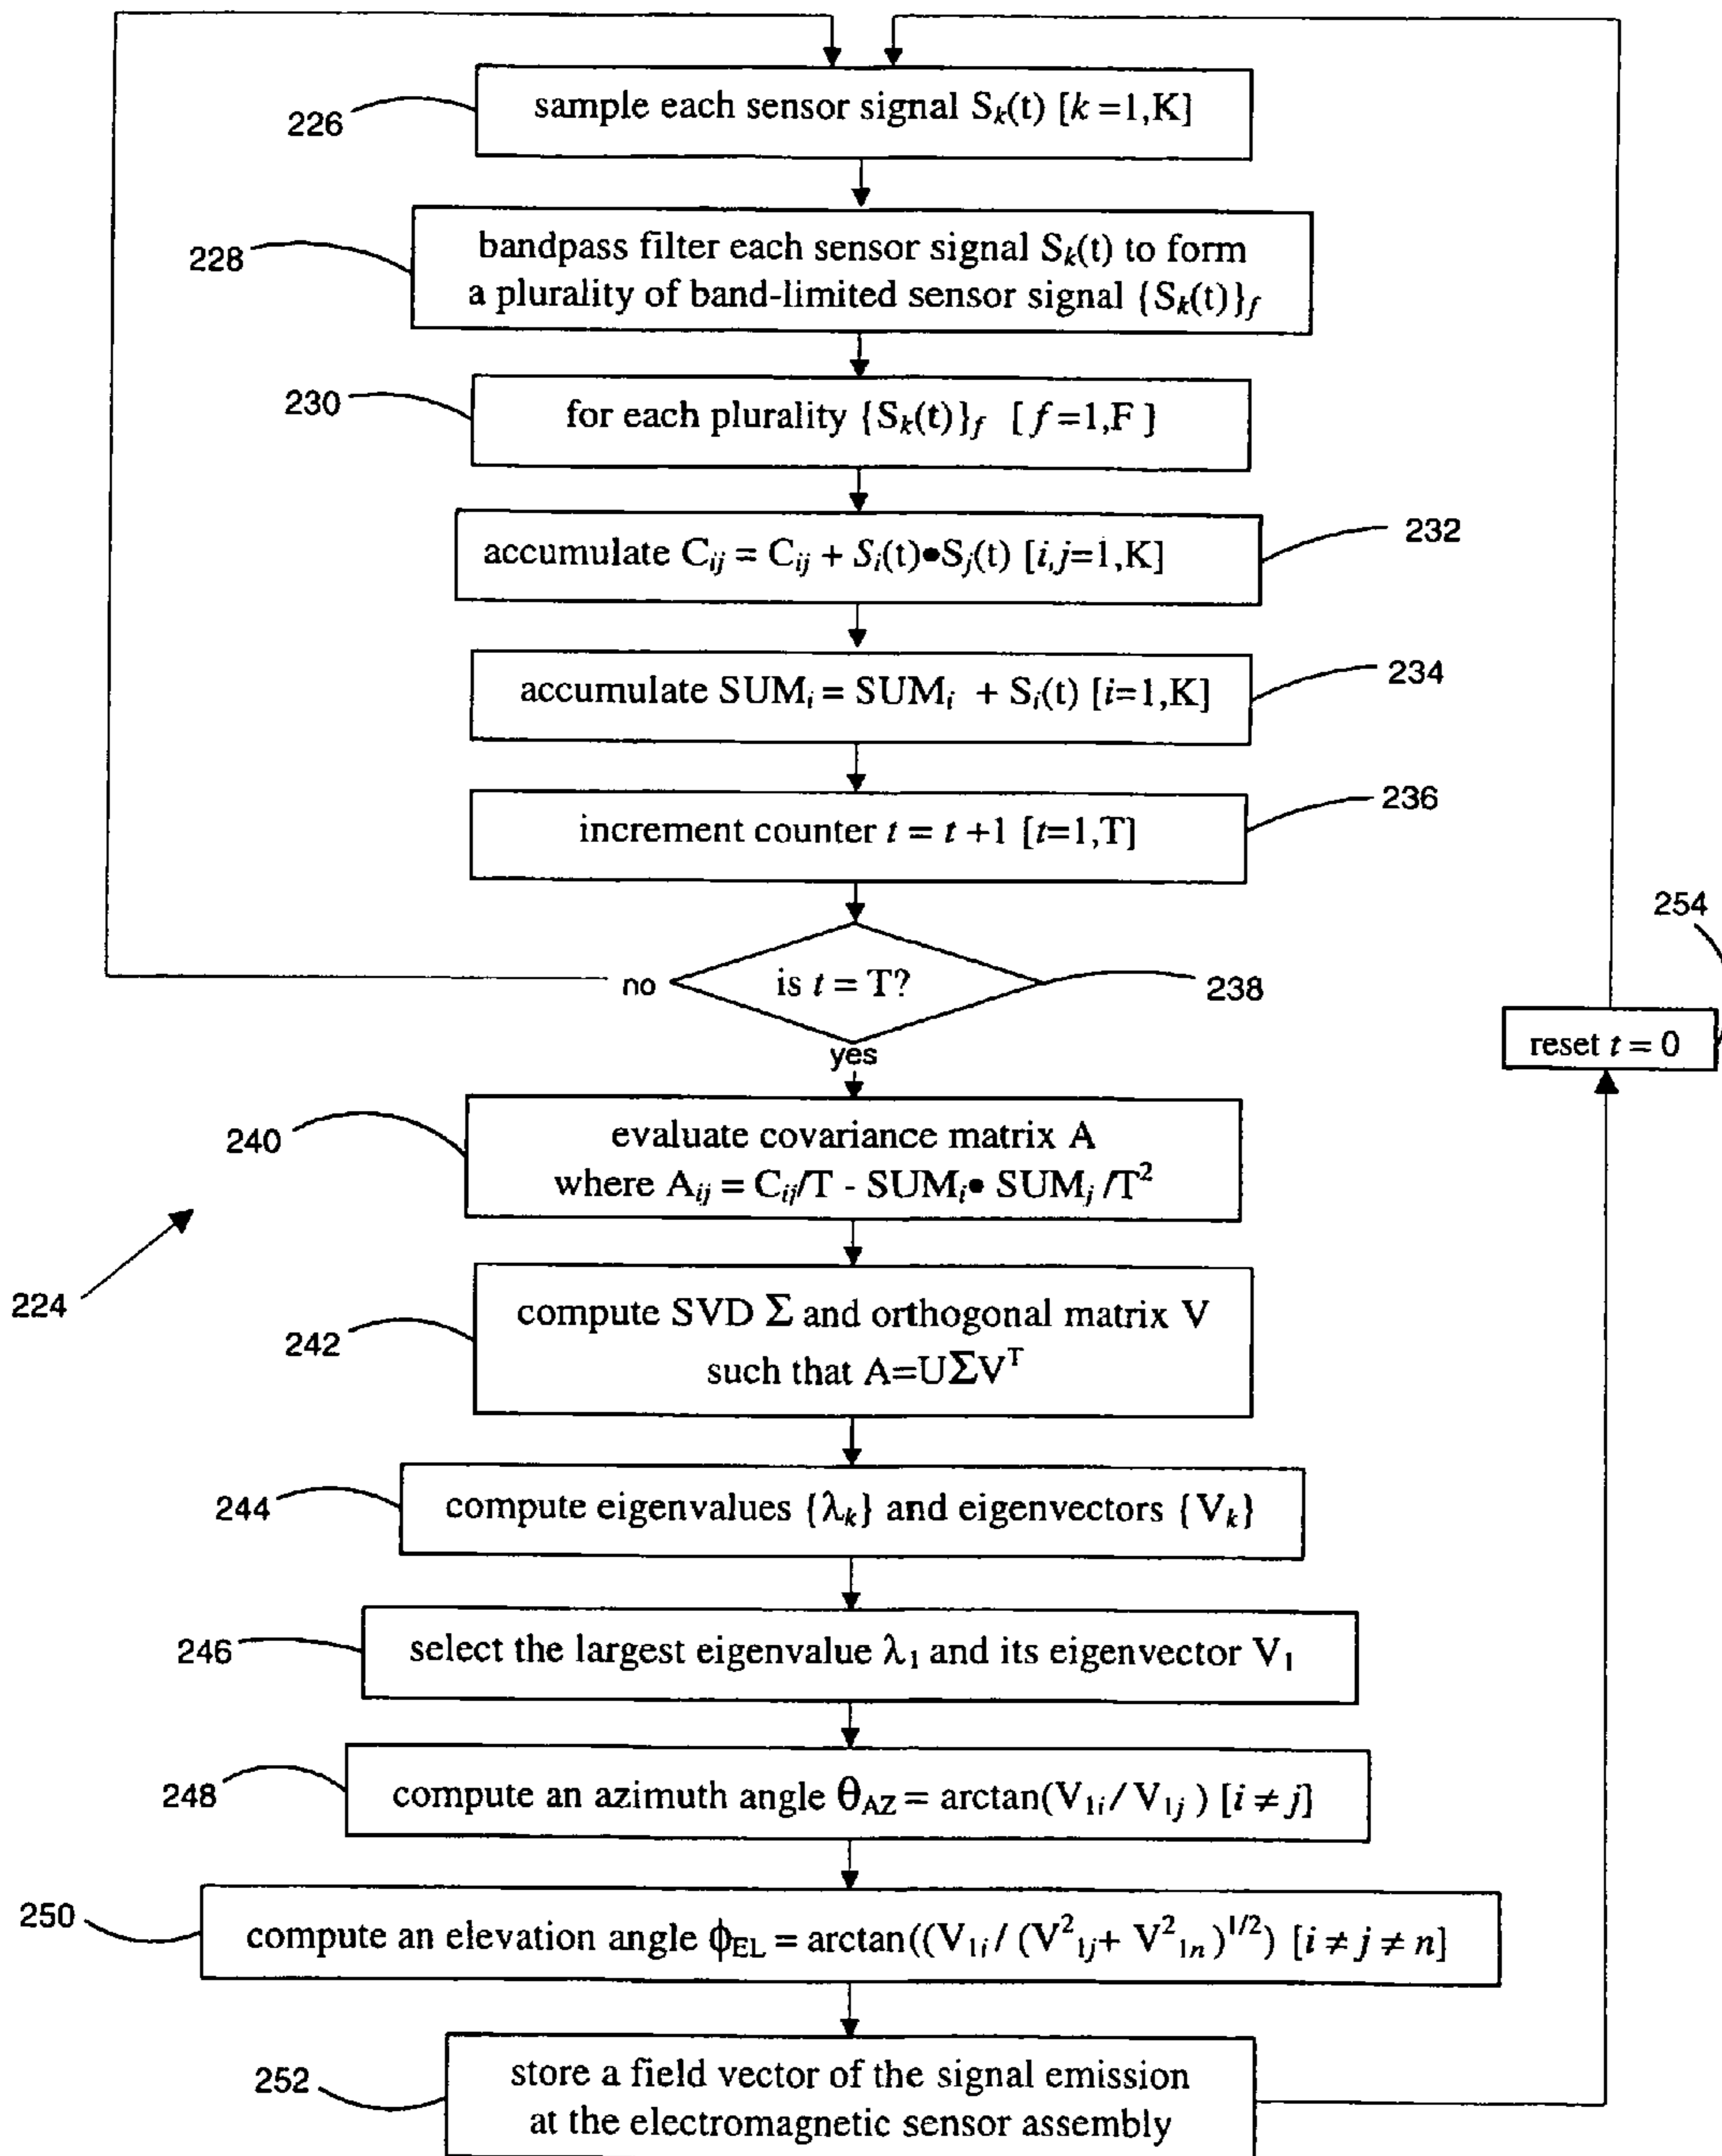 226
sample each sensor signal Sₖ(t) [k =1,K]
228
bandpass filter each sensor signal Sₖ(t) to form
a plurality of band-limited sensor signal {Sₖ(t)}f
230
for each plurality {Sₖ(t)}f [ f=1,F ]
accumulate Cᵢⱼ = Cᵢⱼ + Sᵢ(t)•Sⱼ(t) [i,j=1,K]
232
accumulate SUMᵢ = SUMᵢ + Sᵢ(t) [i=1,K]
234
increment counter t = t +1 [t=1,T]
236
254
no
is t = T?
238
reset t = 0
yes
240
evaluate covariance matrix A
where Aᵢⱼ = Cᵢⱼ/T - SUMᵢ• SUMⱼ /T²
224
242
compute SVD Σ and orthogonal matrix V
such that A=UΣVᵀ
244
compute eigenvalues {λₖ} and eigenvectors {Vₖ}
246
select the largest eigenvalue λ₁ and its eigenvector V₁
248
compute an azimuth angle θAZ = arctan(V₁ᵢ/ V₁ⱼ ) [i ≠ j]
250
compute an elevation angle ϕEL = arctan((V₁ᵢ/ (V²₁ⱼ+ V²₁ₙ)¹/²) [i ≠ j ≠ n]
252
store a field vector of the signal emission
at the electromagnetic sensor assembly